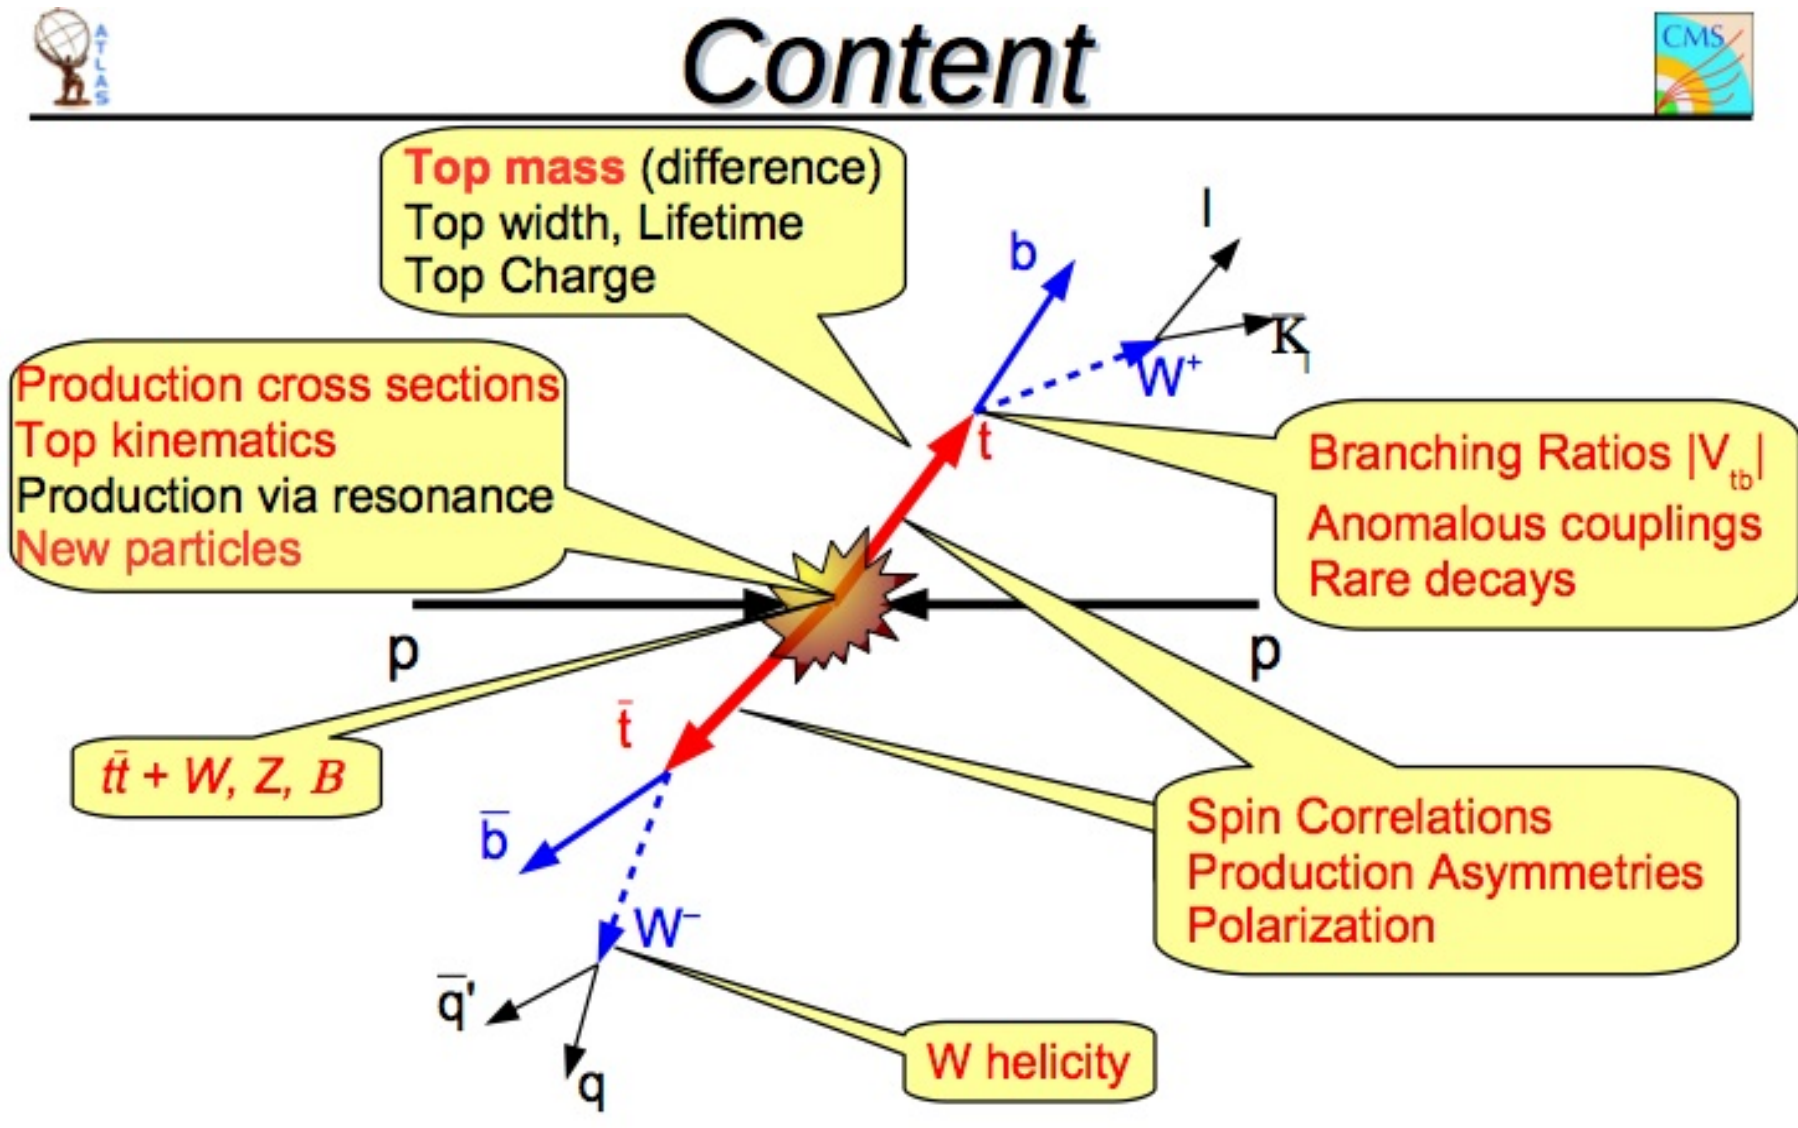 ATLAS
Content
CMS
Top mass (difference)
Top width, Lifetime
Top Charge
l
b
K̅ₗ
W⁺
Production cross sections
Top kinematics
Production via resonance
New particles
t
Branching Ratios |V_tb|
Anomalous couplings
Rare decays
p
p
t̄
tt̄ + W, Z, B
b̄
Spin Correlations
Production Asymmetries
Polarization
W⁻
q̅'
q
W helicity